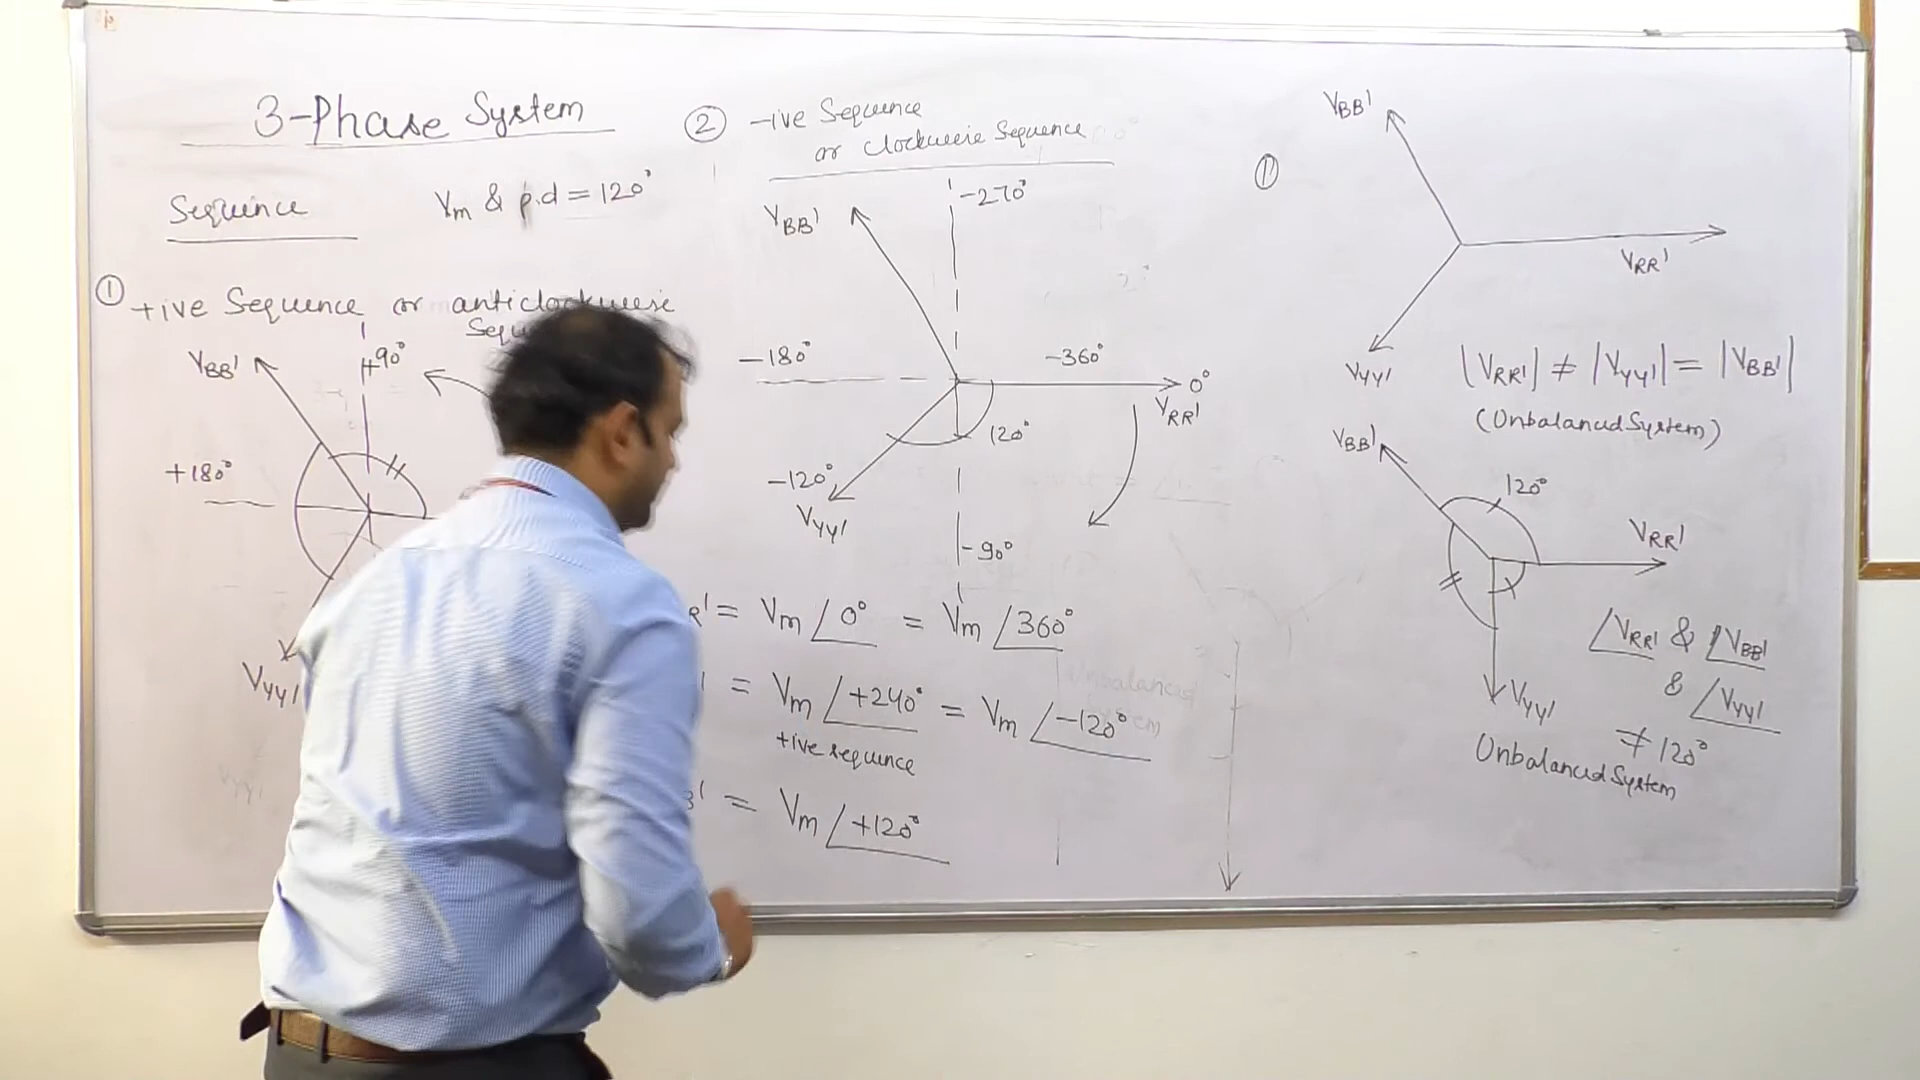 3-Phase System
Sequence
Vm & p.d = 120°
① +ive Sequence or anticlockwise
Sequ
+90°
VBB'
+180°
VYY'
② -ive Sequence
or clockwise Sequence
-270°
VBB'
-180°
-360°
0°
VRR'
120°
-120°
VYY'
-90°
R' = Vm∠0° = Vm∠360°
' = Vm∠+240° = Vm∠-120°
+ive sequence
B' = Vm∠+120°
Unbalanced
System
①
VBB'
VRR'
VYY'
|VRR'| ≠ |VYY'| = |VBB'|
(Unbalanced System)
VBB'
120°
VRR'
VYY'
∠VRR' & ∠VBB'
& ∠VYY'
≠ 120°
Unbalanced System